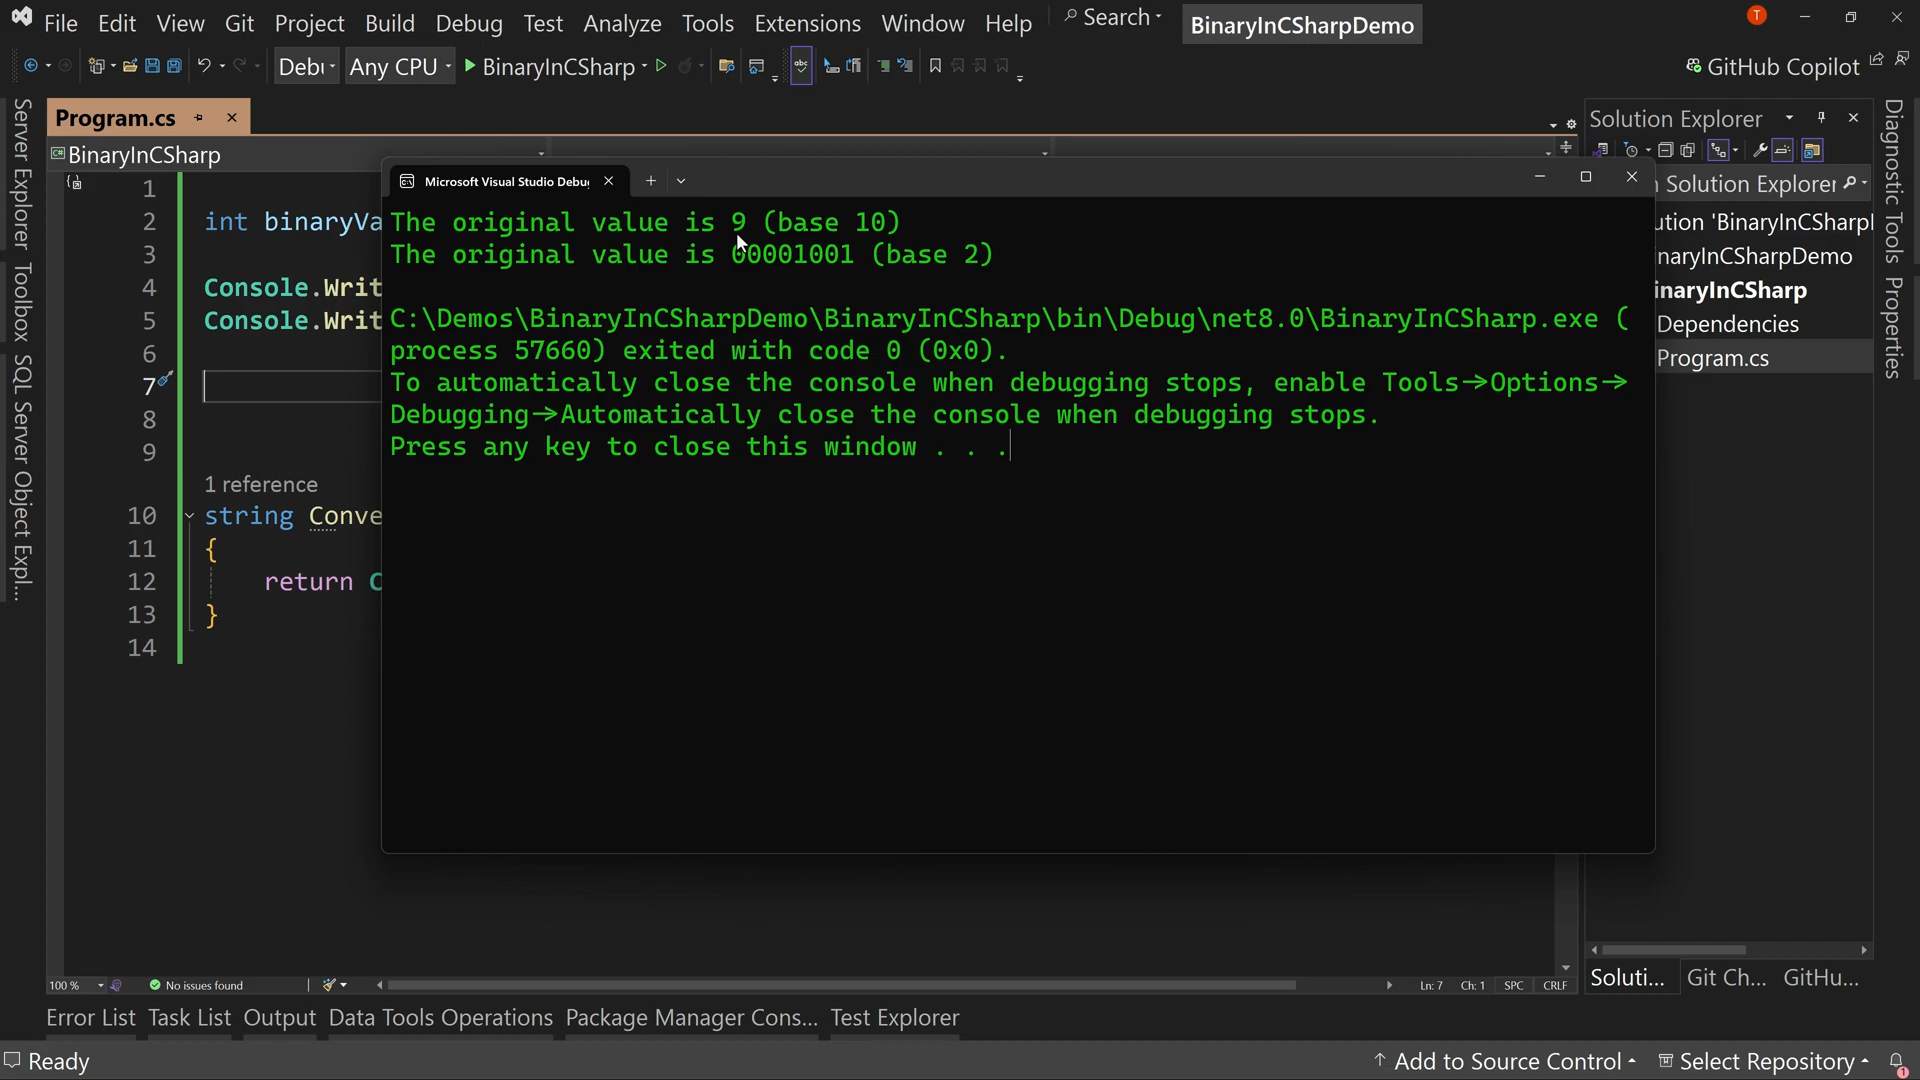 File Edit View Git Project Build Debug Test Analyze Tools Extensions Window Help Search BinaryInCSharpDemo
T
Debu Any CPU BinaryInCSharp GitHub Copilot
abc
Program.cs
Solution Explorer
C# BinaryInCSharp
Server Explorer
Toolbox
SQL Server Object Expl...
Diagnostic Tools
Properties
1
2 int binaryVa
3
4 Console.Writ
5 Console.Writ
6
7
8
9
1 reference
10 string Conve
11 {
12 return C
13 }
14
Microsoft Visual Studio Debu
The original value is 9 (base 10)
The original value is 00001001 (base 2)
C:\Demos\BinaryInCSharpDemo\BinaryInCSharp\bin\Debug\net8.0\BinaryInCSharp.exe (
process 57660) exited with code 0 (0x0).
To automatically close the console when debugging stops, enable Tools->Options->
Debugging->Automatically close the console when debugging stops.
Press any key to close this window . . .
Solution Explorer
ution 'BinaryInCSharpI
naryInCSharpDemo
inaryInCSharp
Dependencies
Program.cs
Soluti... Git Ch... GitHu...
100 % No issues found Ln: 7 Ch: 1 SPC CRLF
Error List Task List Output Data Tools Operations Package Manager Cons... Test Explorer
Ready Add to Source Control Select Repository 1